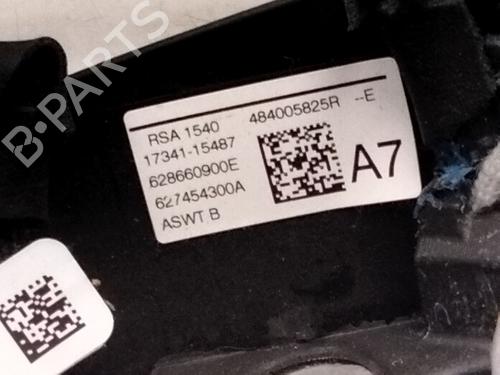 B·PARTS
RSA 1540 484005825R --E
17341-15487
628660900E
627454300A
ASWT B
A7